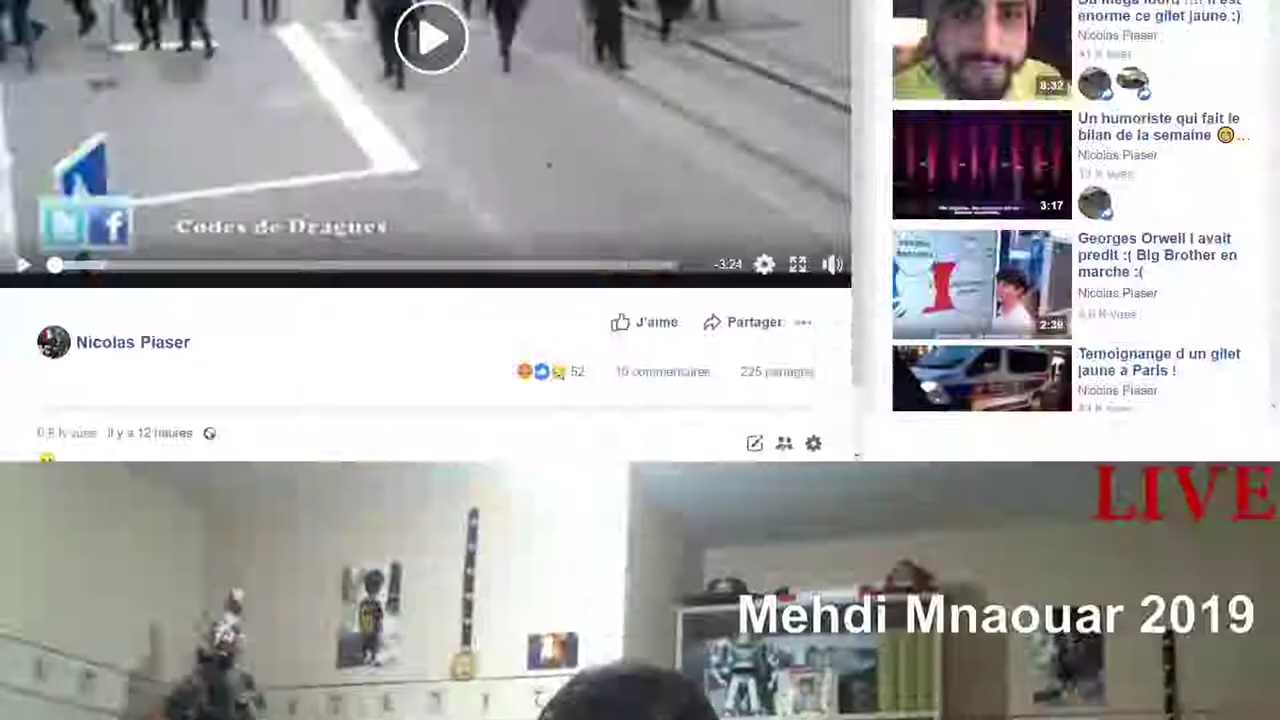 enorme ce gilet jaune :)
Nicolas Piaser
8:32
Un humoriste qui fait le
bilan de la semaine 😁...
Nicolas Piaser
3:17
Georges Orwell l avait
predit :( Big Brother en
marche :(
Nicolas Piaser
2:39
Temoignange d un gilet
jaune a Paris !
Nicolas Piaser
Codes de Dragues
-3:24
J'aime
Partager
Nicolas Piaser
52
10 commentaires
225 partages
Il y a 12 heures
LIVE
Mehdi Mnaouar 2019